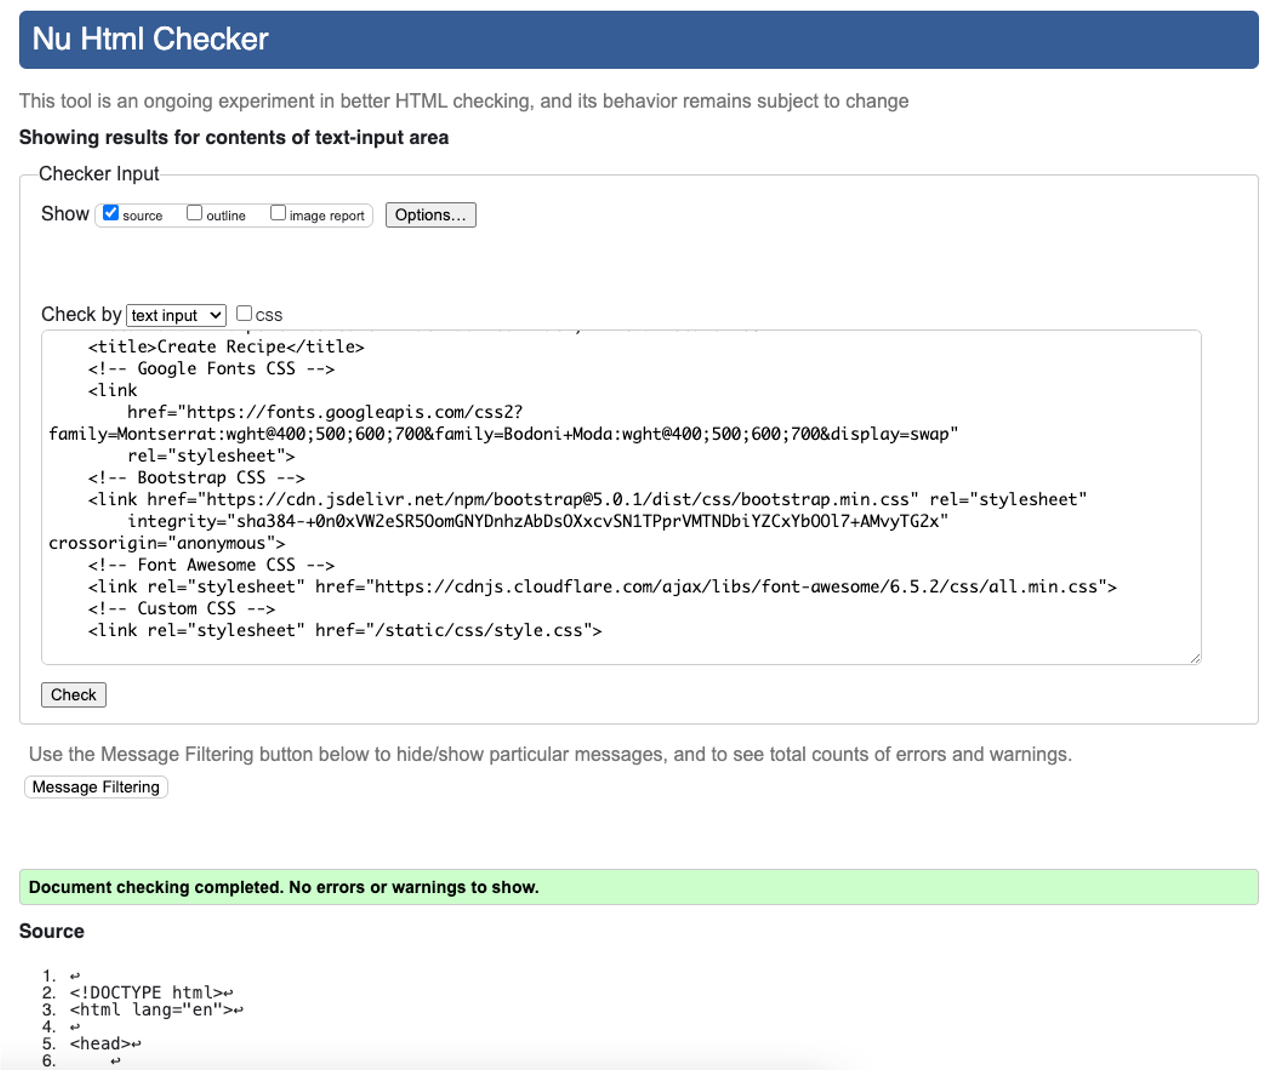 Nu Html Checker
This tool is an ongoing experiment in better HTML checking, and its behavior remains subject to change
Showing results for contents of text-input area
Checker Input
Show source outline image report Options...
Check by text input css
<title>Create Recipe</title>
<!-- Google Fonts CSS -->
<link
href="https://fonts.googleapis.com/css2?
family=Montserrat:wght@400;500;600;700&family=Bodoni+Moda:wght@400;500;600;700&display=swap"
rel="stylesheet">
<!-- Bootstrap CSS -->
<link href="https://cdn.jsdelivr.net/npm/bootstrap@5.0.1/dist/css/bootstrap.min.css" rel="stylesheet"
integrity="sha384-+0n0xVW2eSR5OomGNYDnhzAbDsOXxcvSN1TPprVMTNDbiYZCxYbOOl7+AMvyTG2x"
crossorigin="anonymous">
<!-- Font Awesome CSS -->
<link rel="stylesheet" href="https://cdnjs.cloudflare.com/ajax/libs/font-awesome/6.5.2/css/all.min.css">
<!-- Custom CSS -->
<link rel="stylesheet" href="/static/css/style.css">
Check
Use the Message Filtering button below to hide/show particular messages, and to see total counts of errors and warnings.
Message Filtering
Document checking completed. No errors or warnings to show.
Source
1. ↩
2. <!DOCTYPE html>↩
3. <html lang="en">↩
4. ↩
5. <head>↩
6. ↩